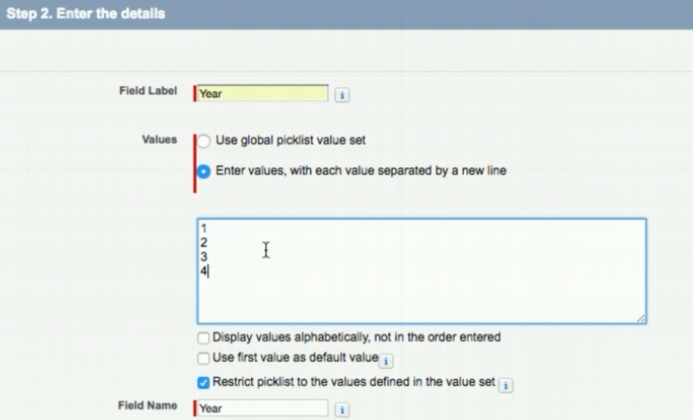 Step 2. Enter the details
Field Label Year i
Values Use global picklist value set
Enter values, with each value separated by a new line
1
2
3
4
Display values alphabetically, not in the order entered
Use first value as default value i
Restrict picklist to the values defined in the value set i
Field Name Year i